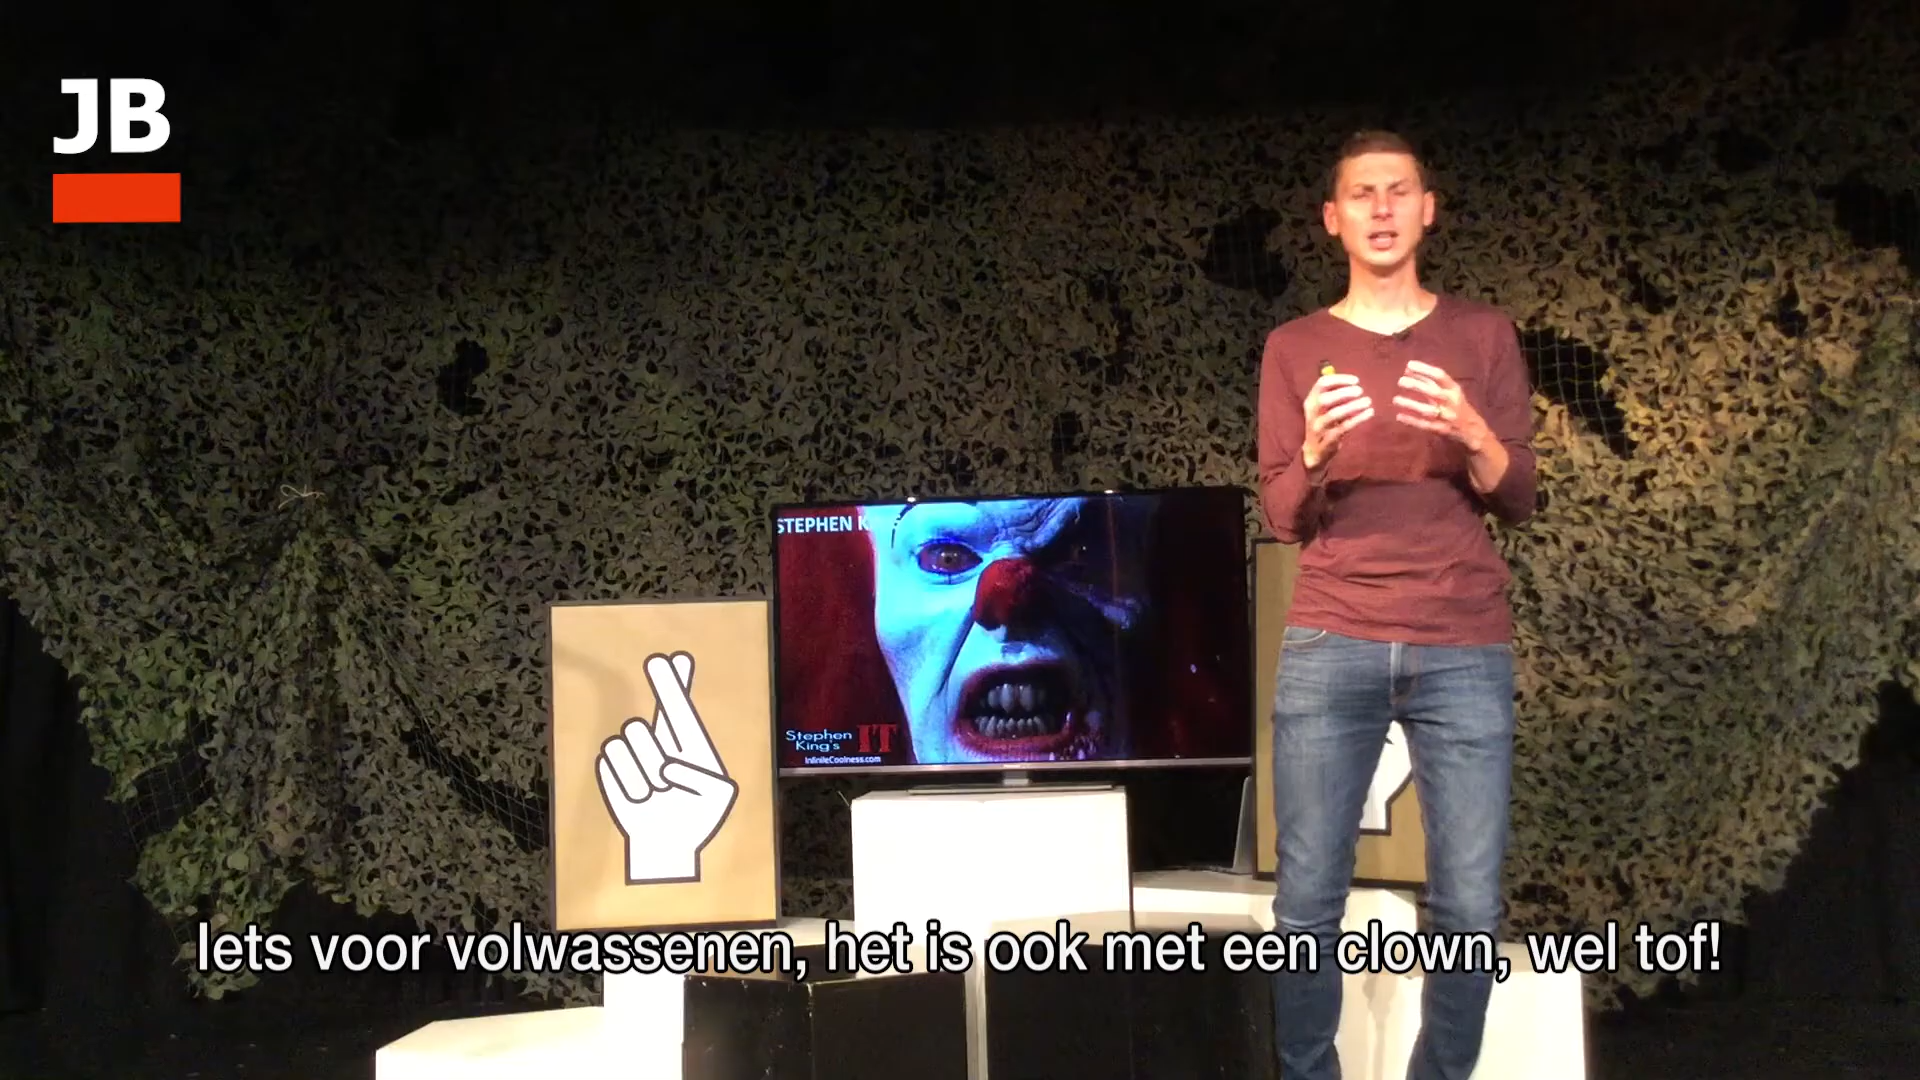 JB
STEPHEN K
Stephen
King's IT
InfiniteCoolness.com
Iets voor volwassenen, het is ook met een clown, wel tof!